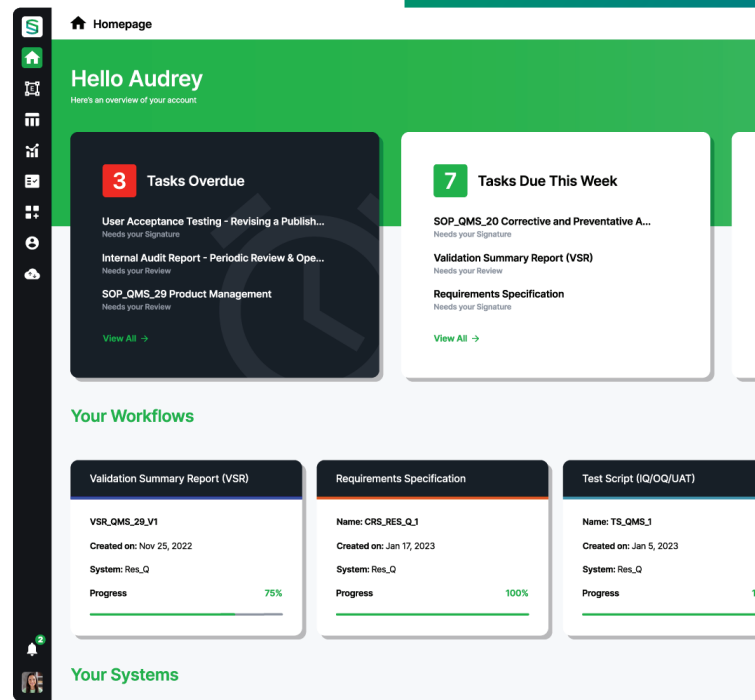 Homepage
Hello Audrey
Here's an overview of your account
3 Tasks Overdue
User Acceptance Testing - Revising a Publish...
Needs your Signature
Internal Audit Report - Periodic Review & Ope...
Needs your Review
SOP_QMS_29 Product Management
Needs your Review
View All →
7 Tasks Due This Week
SOP_QMS_20 Corrective and Preventative A...
Needs your Signature
Validation Summary Report (VSR)
Needs your Review
Requirements Specification
Needs your Signature
View All →
Your Workflows
Validation Summary Report (VSR)
VSR_QMS_29_V1
Created on: Nov 25, 2022
System: Res_Q
Progress 75%
Requirements Specification
Name: CRS_RES_Q_1
Created on: Jan 17, 2023
System: Res_Q
Progress 100%
Test Script (IQ/OQ/UAT)
Name: TS_QMS_1
Created on: Jan 5, 2023
System: Res_Q
Progress
2
Your Systems